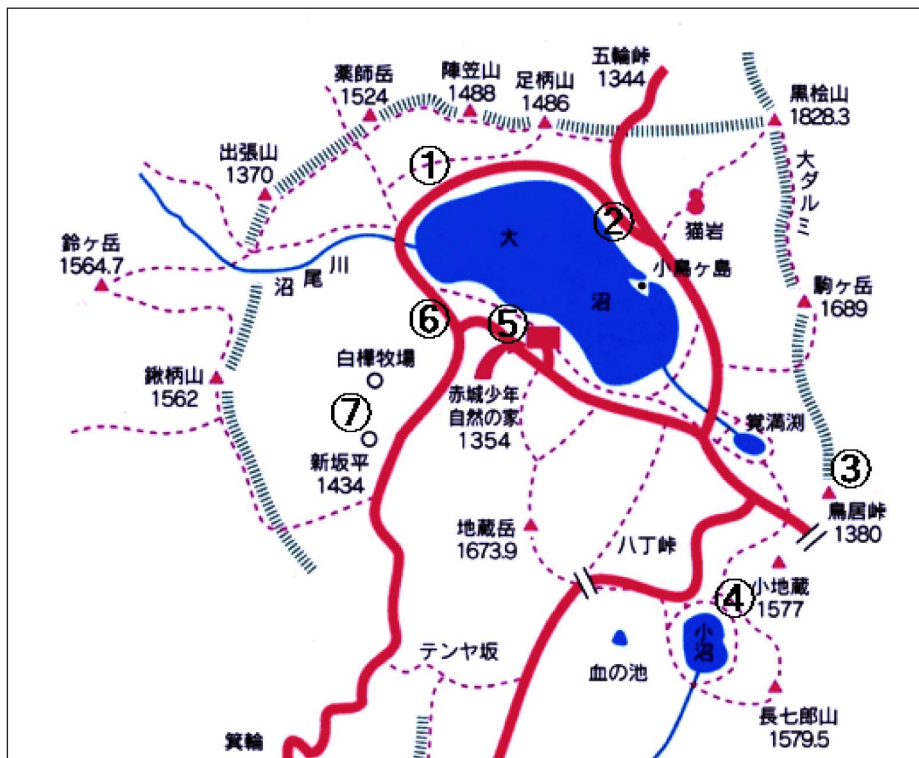 五輪峠
1344
薬師岳
1524
陣笠山
1488
足柄山
1486
黒桧山
1828.3
出張山
1370
①
大ダルミ
②
猫岩
鈴ヶ岳
1564.7
大沼
小鳥ヶ島
沼尾川
駒ヶ岳
1689
⑥
⑤
白樺牧場
鍬柄山
1562
赤城少年
自然の家
1354
⑦
覚満渕
新坂平
1434
③
鳥居峠
1380
地蔵岳
1673.9
八丁峠
小地蔵
1577
④
小沼
テンヤ坂
血の池
長七郎山
1579.5
箕輪